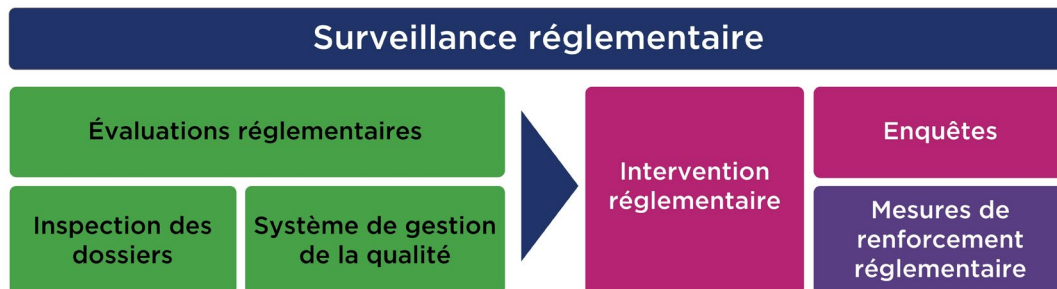 Surveillance réglementaire
Évaluations réglementaires
Inspection des
dossiers
Système de gestion
de la qualité
Intervention
réglementaire
Enquêtes
Mesures de
renforcement
réglementaire